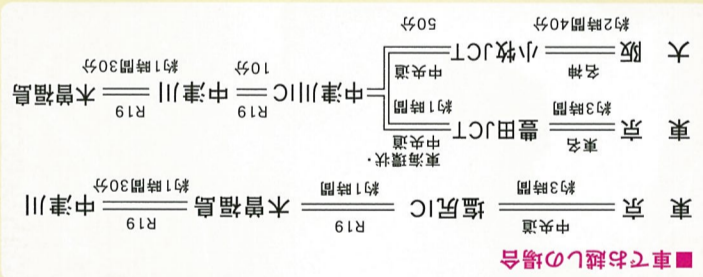 ■車でお越しの場合
中央道 R19 R19
東 京 塩尻IC 木曽福島 中津川
約3時間 約1時間 約1時間30分
東海環状・
東名 中央道
東 京 豊田JCT
約3時間 約1時間
R19 R19
中津川IC 中津川 木曽福島
10分 約1時間30分
名神 中央道
大 阪 小牧JCT
約2時間40分 50分